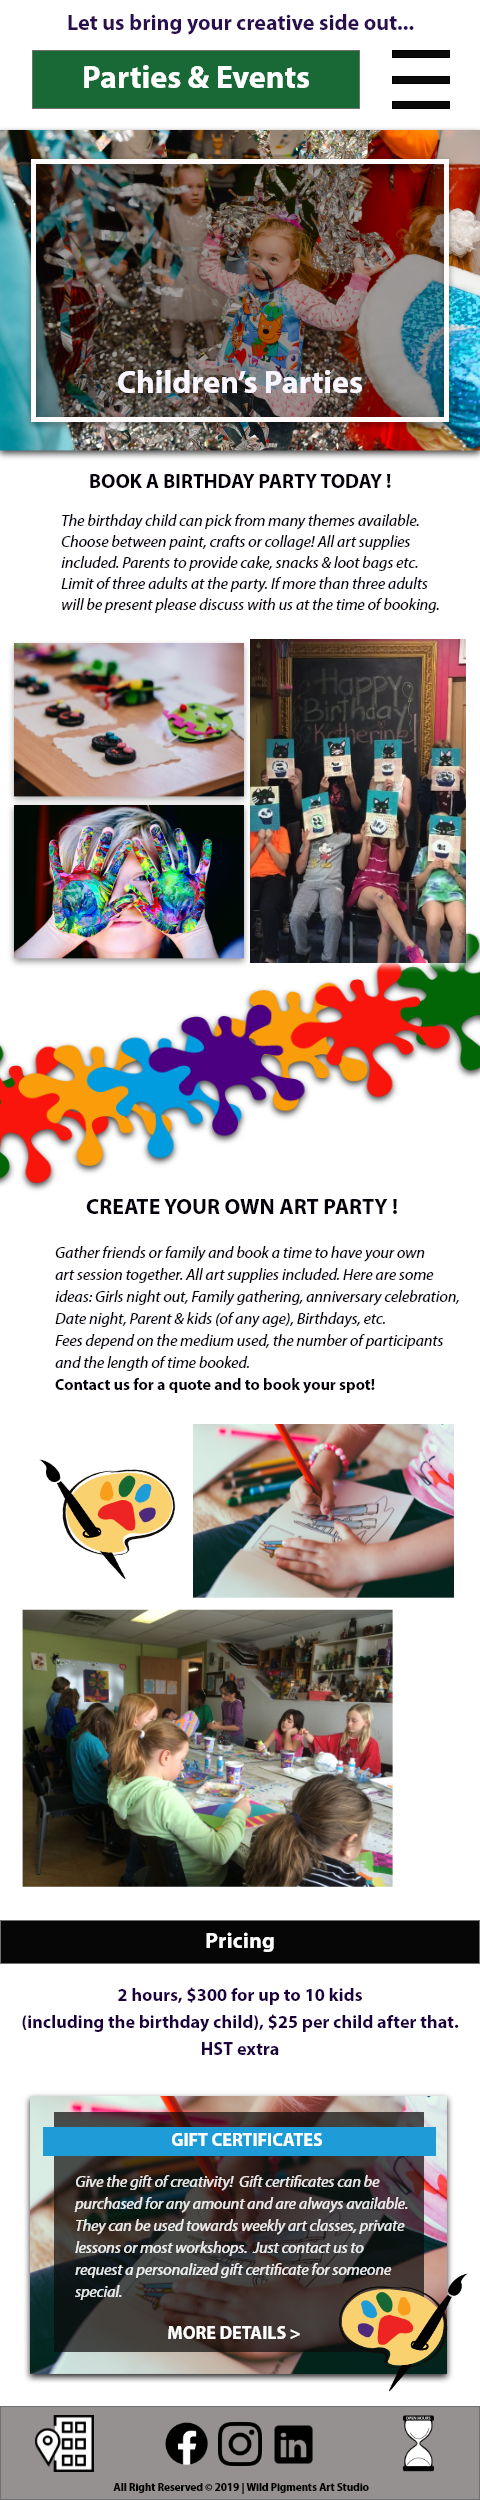 Let us bring your creative side out...
Parties & Events
Children's Parties
BOOK A BIRTHDAY PARTY TODAY !
The birthday child can pick from many themes available.
Choose between paint, crafts or collage! All art supplies
included. Parents to provide cake, snacks & loot bags etc.
Limit of three adults at the party. If more than three adults
will be present please discuss with us at the time of booking.
Happy
Birthday
Katherine!
CREATE YOUR OWN ART PARTY !
Gather friends or family and book a time to have your own
art session together. All art supplies included. Here are some
ideas: Girls night out, Family gathering, anniversary celebration,
Date night, Parent & kids (of any age), Birthdays, etc.
Fees depend on the medium used, the number of participants
and the length of time booked.
Contact us for a quote and to book your spot!
Pricing
2 hours, $300 for up to 10 kids
(including the birthday child), $25 per child after that.
HST extra
GIFT CERTIFICATES
Give the gift of creativity! Gift certificates can be
purchased for any amount and are always available.
They can be used towards weekly art classes, private
lessons or most workshops. Just contact us to
request a personalized gift certificate for someone
special.
MORE DETAILS >
OPEN HOURS
All Right Reserved © 2019 | Wild Pigments Art Studio